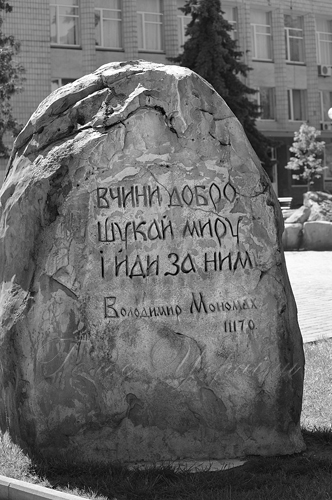 Вчини добро
шукай миру
і йди за ним
Володимир Мономах
1117 р.